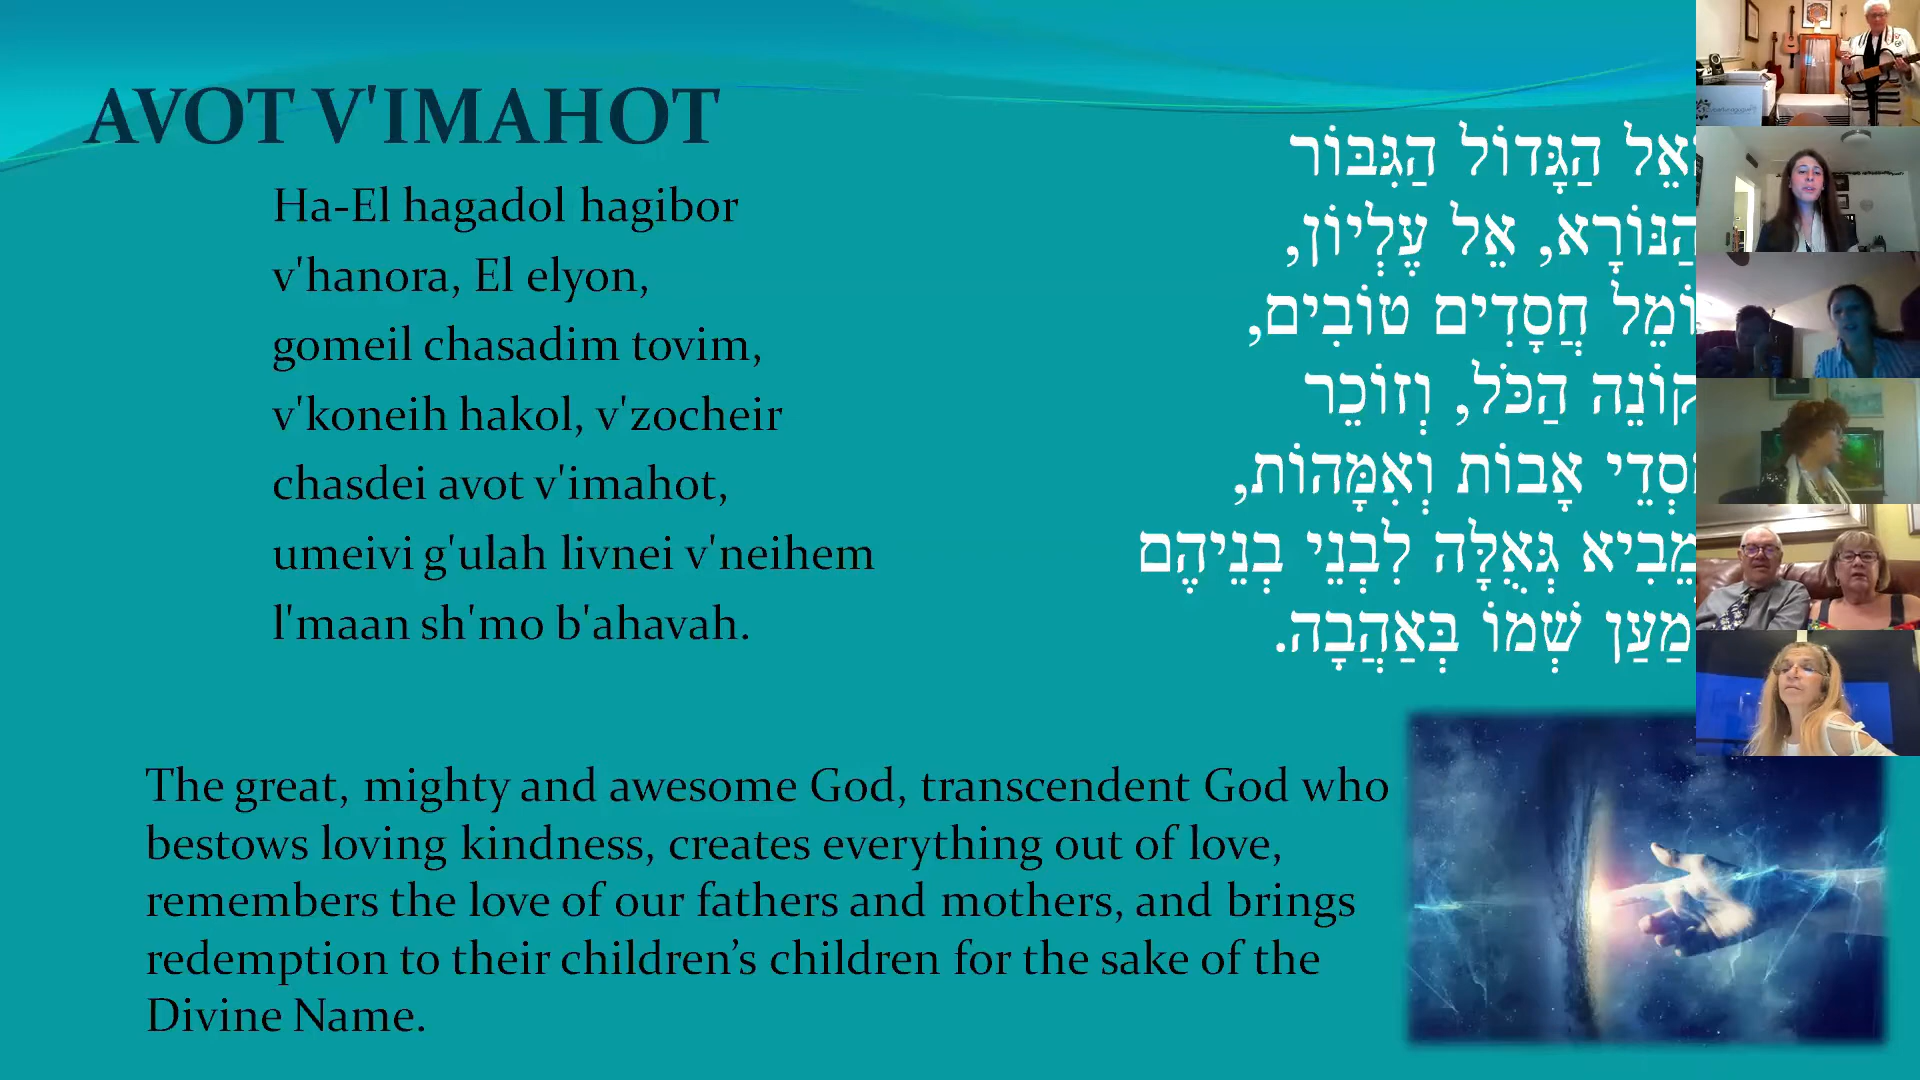 AVOT V'IMAHOT
Ha-El hagadol hagibor
v'hanora, El elyon,
gomeil chasadim tovim,
v'koneih hakol, v'zocheir
chasdei avot v'imahot,
umeivi g'ulah livnei v'neihem
l'maan sh'mo b'ahavah.
הַגָּדוֹל הַגִּבּוֹר
הַנּוֹרָא, אֵל עֶלְיוֹן,
חֲסָדִים טוֹבִים,
קוֹנֵה הַכֹּל, וְזוֹכֵר
אָבוֹת וְאִמָּהוֹת,
גְּאֻלָּה לִבְנֵי בְנֵיהֶם
שְׁמוֹ בְּאַהֲבָה.
The great, mighty and awesome God, transcendent God who
bestows loving kindness, creates everything out of love,
remembers the love of our fathers and mothers, and brings
redemption to their children’s children for the sake of the
Divine Name.